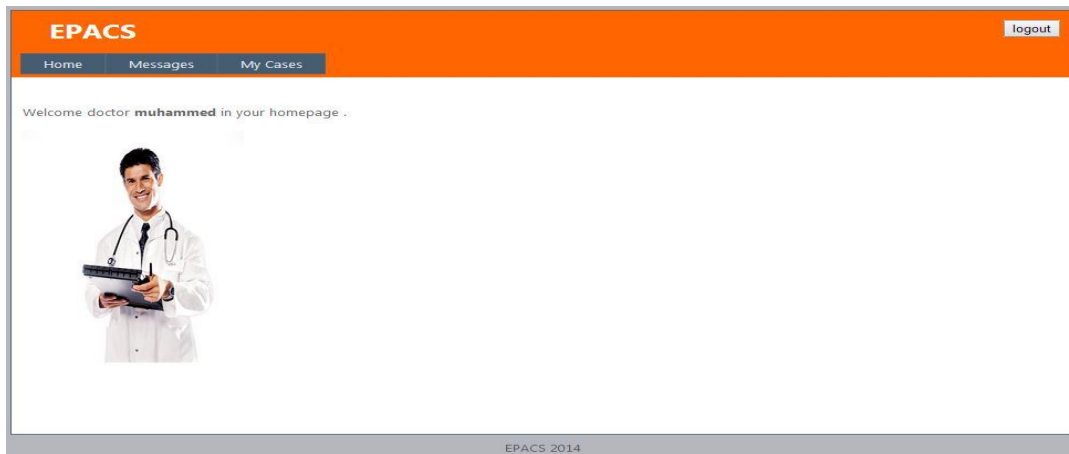 EPACS
logout
Home Messages My Cases
Welcome doctor muhammed in your homepage .
EPACS 2014